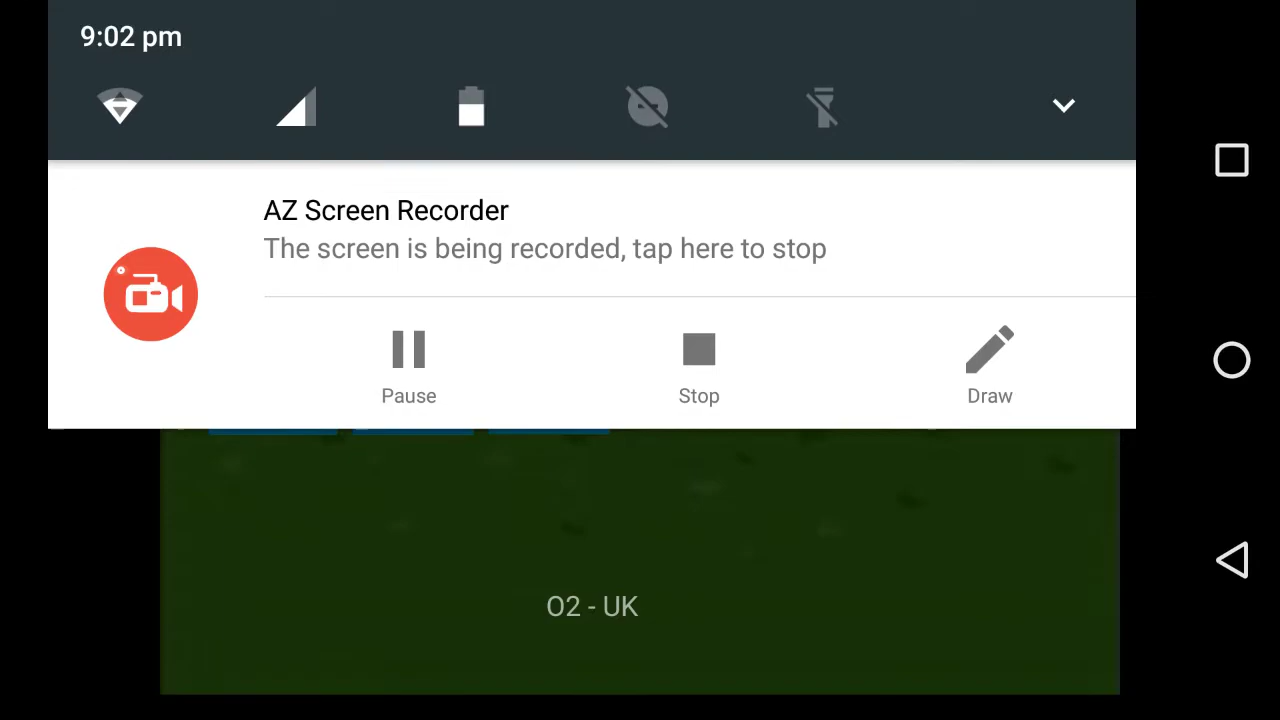 9:02 pm
AZ Screen Recorder
The screen is being recorded, tap here to stop
Pause
Stop
Draw
O2 - UK